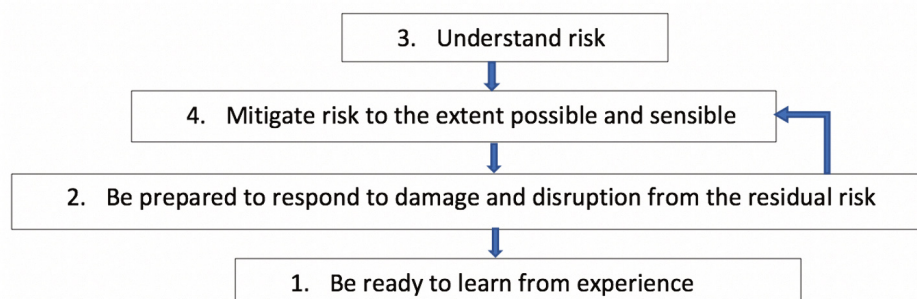 3. Understand risk
4. Mitigate risk to the extent possible and sensible
2. Be prepared to respond to damage and disruption from the residual risk
1. Be ready to learn from experience